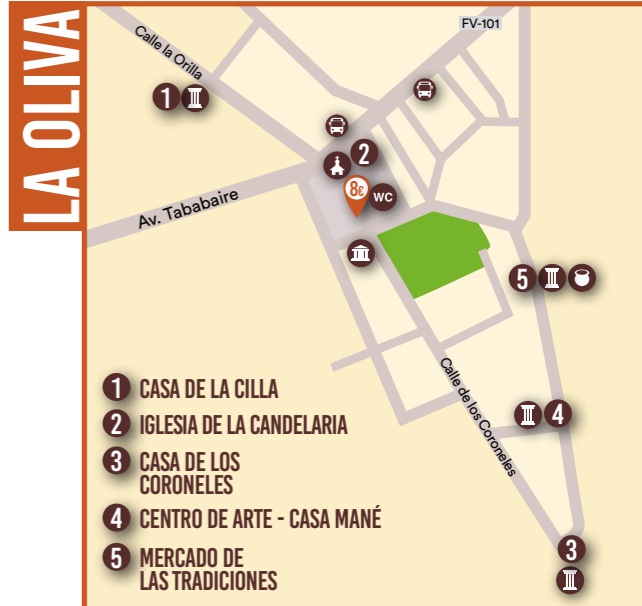 LA OLIVA
FV-101
Calle la Orilla
1
2
8€
WC
Av. Tababaire
5
Calle de los Coroneles
4
3
1 CASA DE LA CILLA
2 IGLESIA DE LA CANDELARIA
3 CASA DE LOS
CORONELES
4 CENTRO DE ARTE - CASA MANÉ
5 MERCADO DE
LAS TRADICIONES